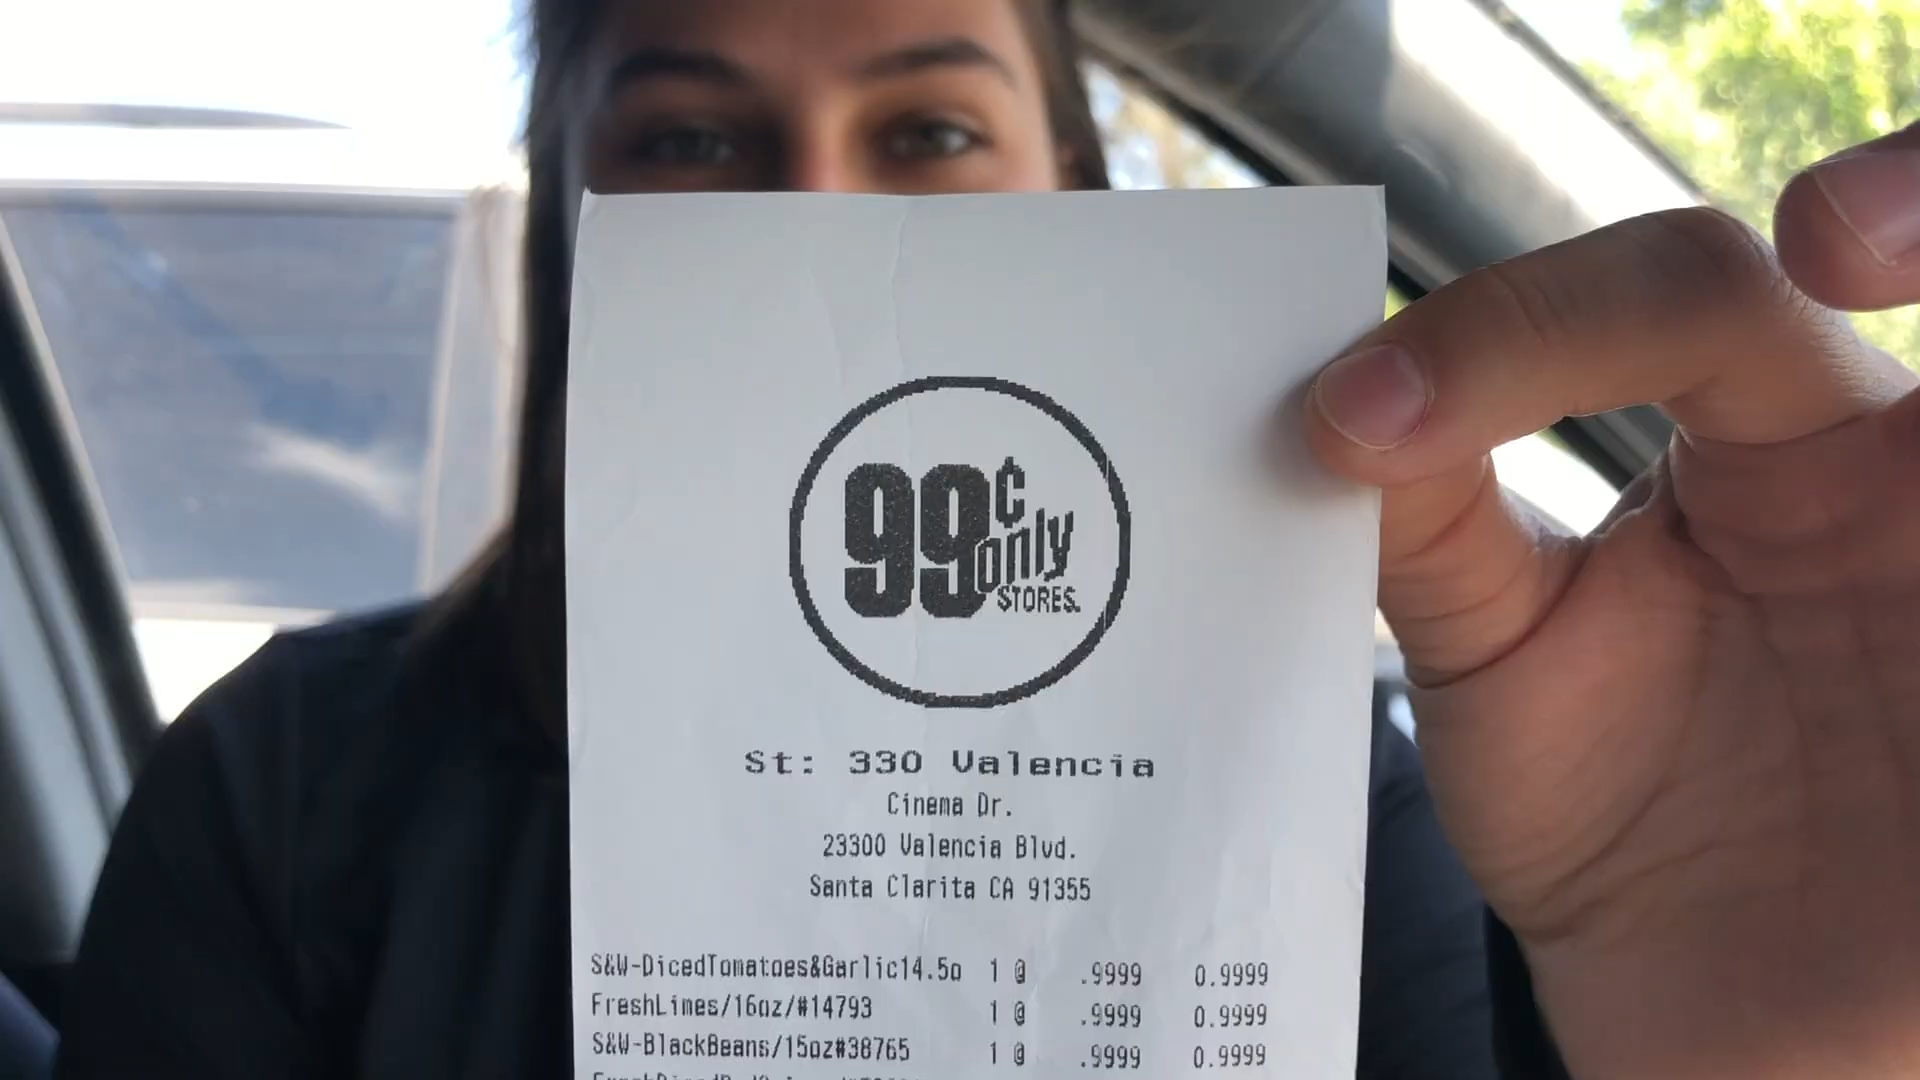 99¢ only STORES.
St: 330 Valencia
Cinema Dr.
23300 Valencia Blvd.
Santa Clarita CA 91355
S&W-DicedTomatoes&Garlic14.5o 1 @ .9999 0.9999
FreshLimes/16oz/#14793 1 @ .9999 0.9999
S&W-BlackBeans/15oz#38765 1 @ .9999 0.9999